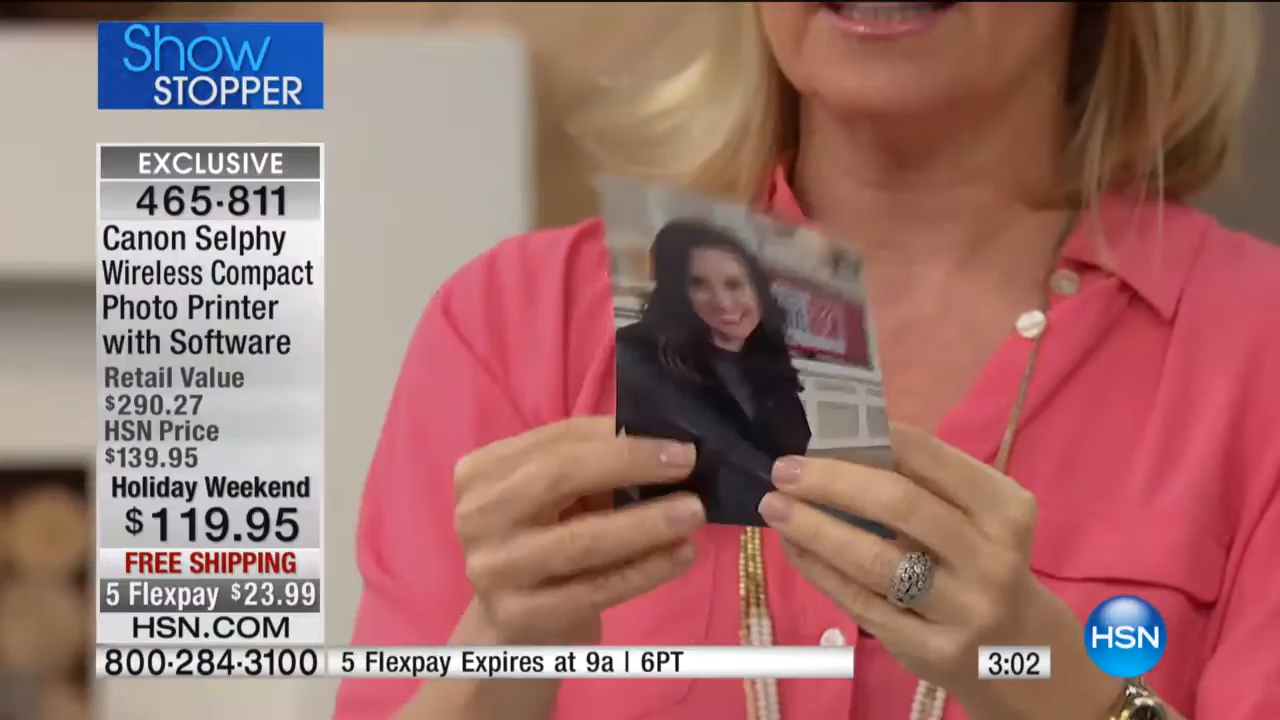 Show
STOPPER
EXCLUSIVE
465·811
Canon Selphy
Wireless Compact
Photo Printer
with Software
Retail Value
$290.27
HSN Price
$139.95
Holiday Weekend
$119.95
FREE SHIPPING
5 Flexpay $23.99
HSN.COM
800·284·3100
5 Flexpay Expires at 9a | 6PT
3:02
HSN